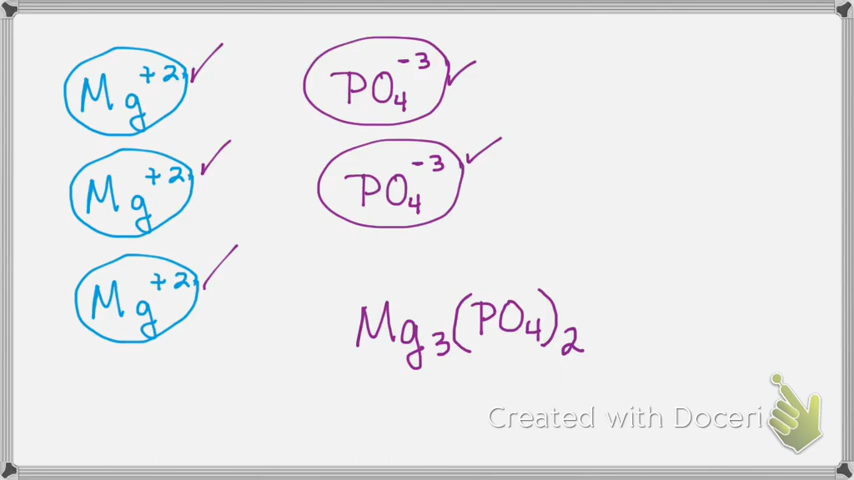 Mg⁺² PO₄⁻³
Mg⁺² PO₄⁻³
Mg⁺²
Mg₃(PO₄)₂
Created with Doceri